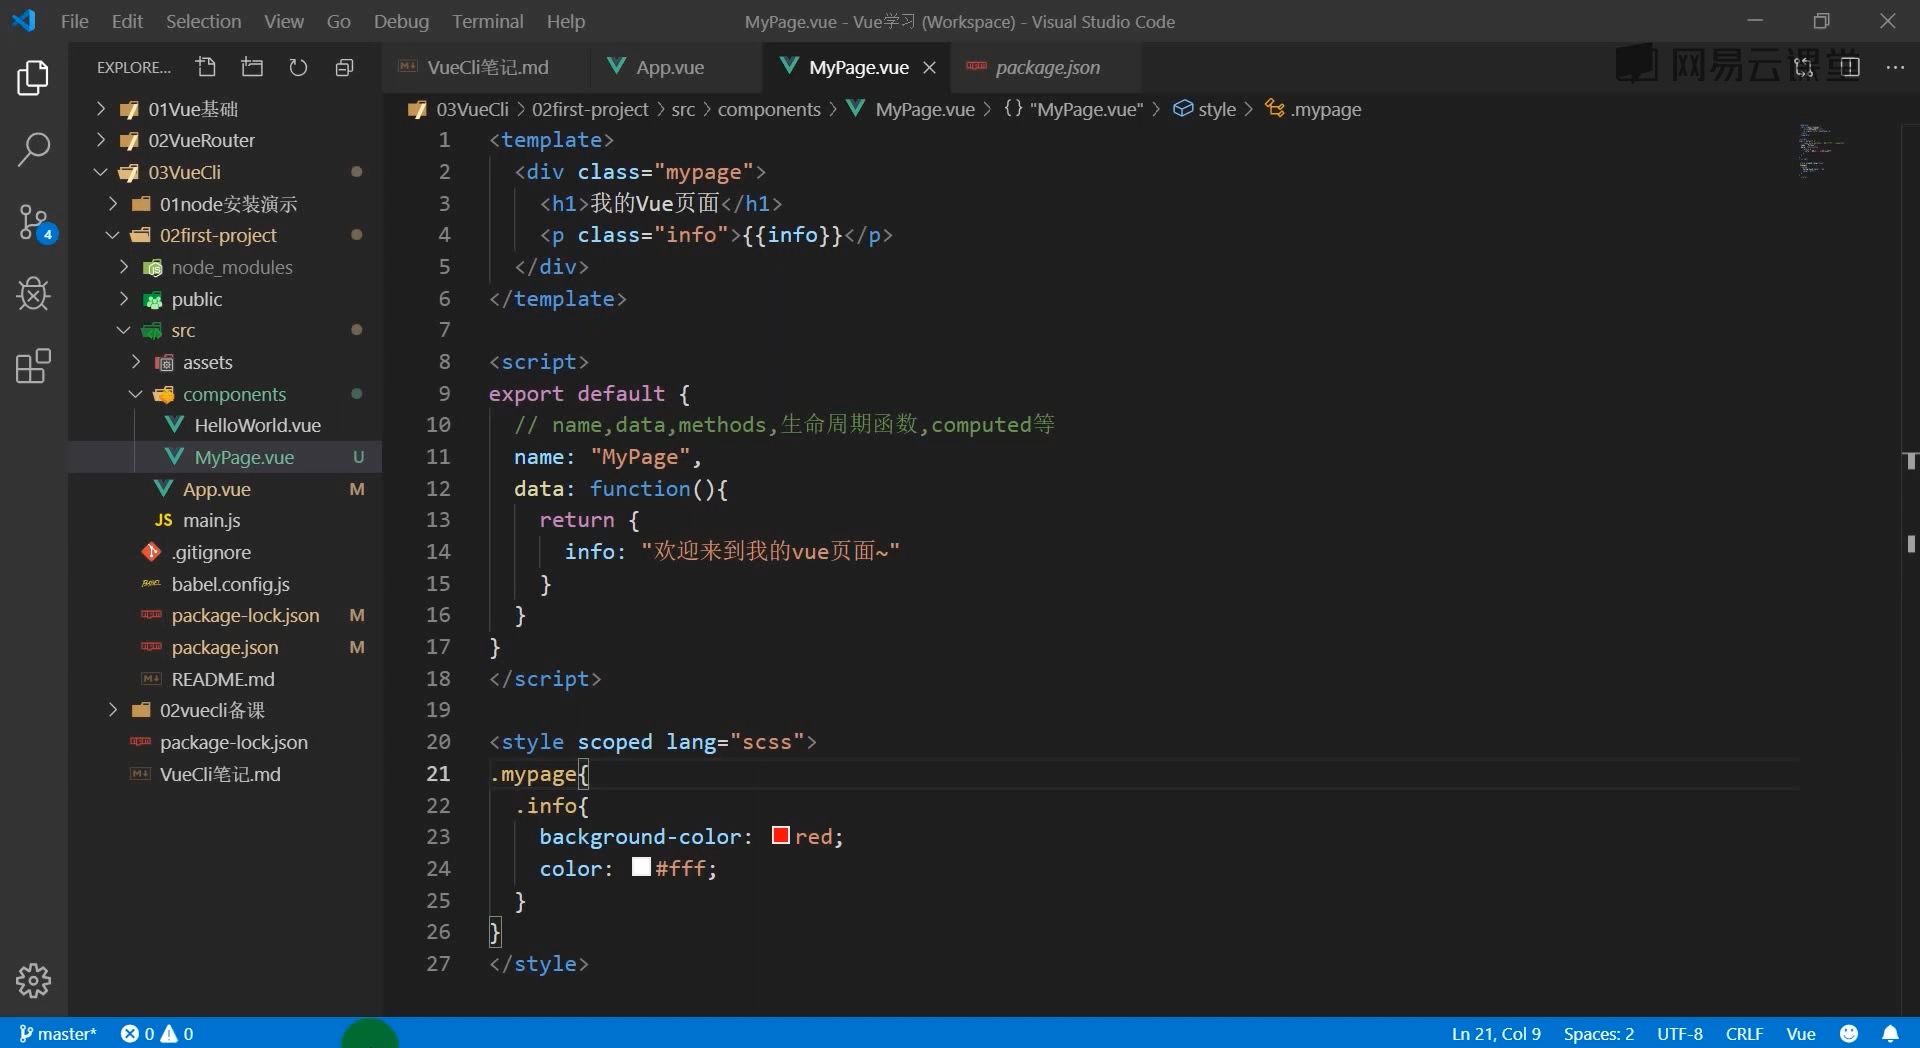 File Edit Selection View Go Debug Terminal Help MyPage.vue - Vue学习 (Workspace) - Visual Studio Code
EXPLORE... VueCli笔记.md App.vue MyPage.vue package.json 网易云课堂
03VueCli > 02first-project > src > components > MyPage.vue > {} "MyPage.vue" > style > .mypage
01Vue基础
02VueRouter
03VueCli
01node安装演示
02first-project
node_modules
public
src
assets
components
HelloWorld.vue
MyPage.vue U
App.vue M
JS main.js
.gitignore
babel.config.js
package-lock.json M
package.json M
README.md
02vuecli备课
package-lock.json
VueCli笔记.md
4
1 <template>
2 <div class="mypage">
3 <h1>我的Vue页面</h1>
4 <p class="info">{{info}}</p>
5 </div>
6 </template>
7
8 <script>
9 export default {
10 // name,data,methods,生命周期函数,computed等
11 name: "MyPage",
12 data: function(){
13 return {
14 info: "欢迎来到我的vue页面~"
15 }
16 }
17 }
18 </script>
19
20 <style scoped lang="scss">
21 .mypage{
22 .info{
23 background-color: red;
24 color: #fff;
25 }
26 }
27 </style>
master* 0 0 Ln 21, Col 9 Spaces: 2 UTF-8 CRLF Vue